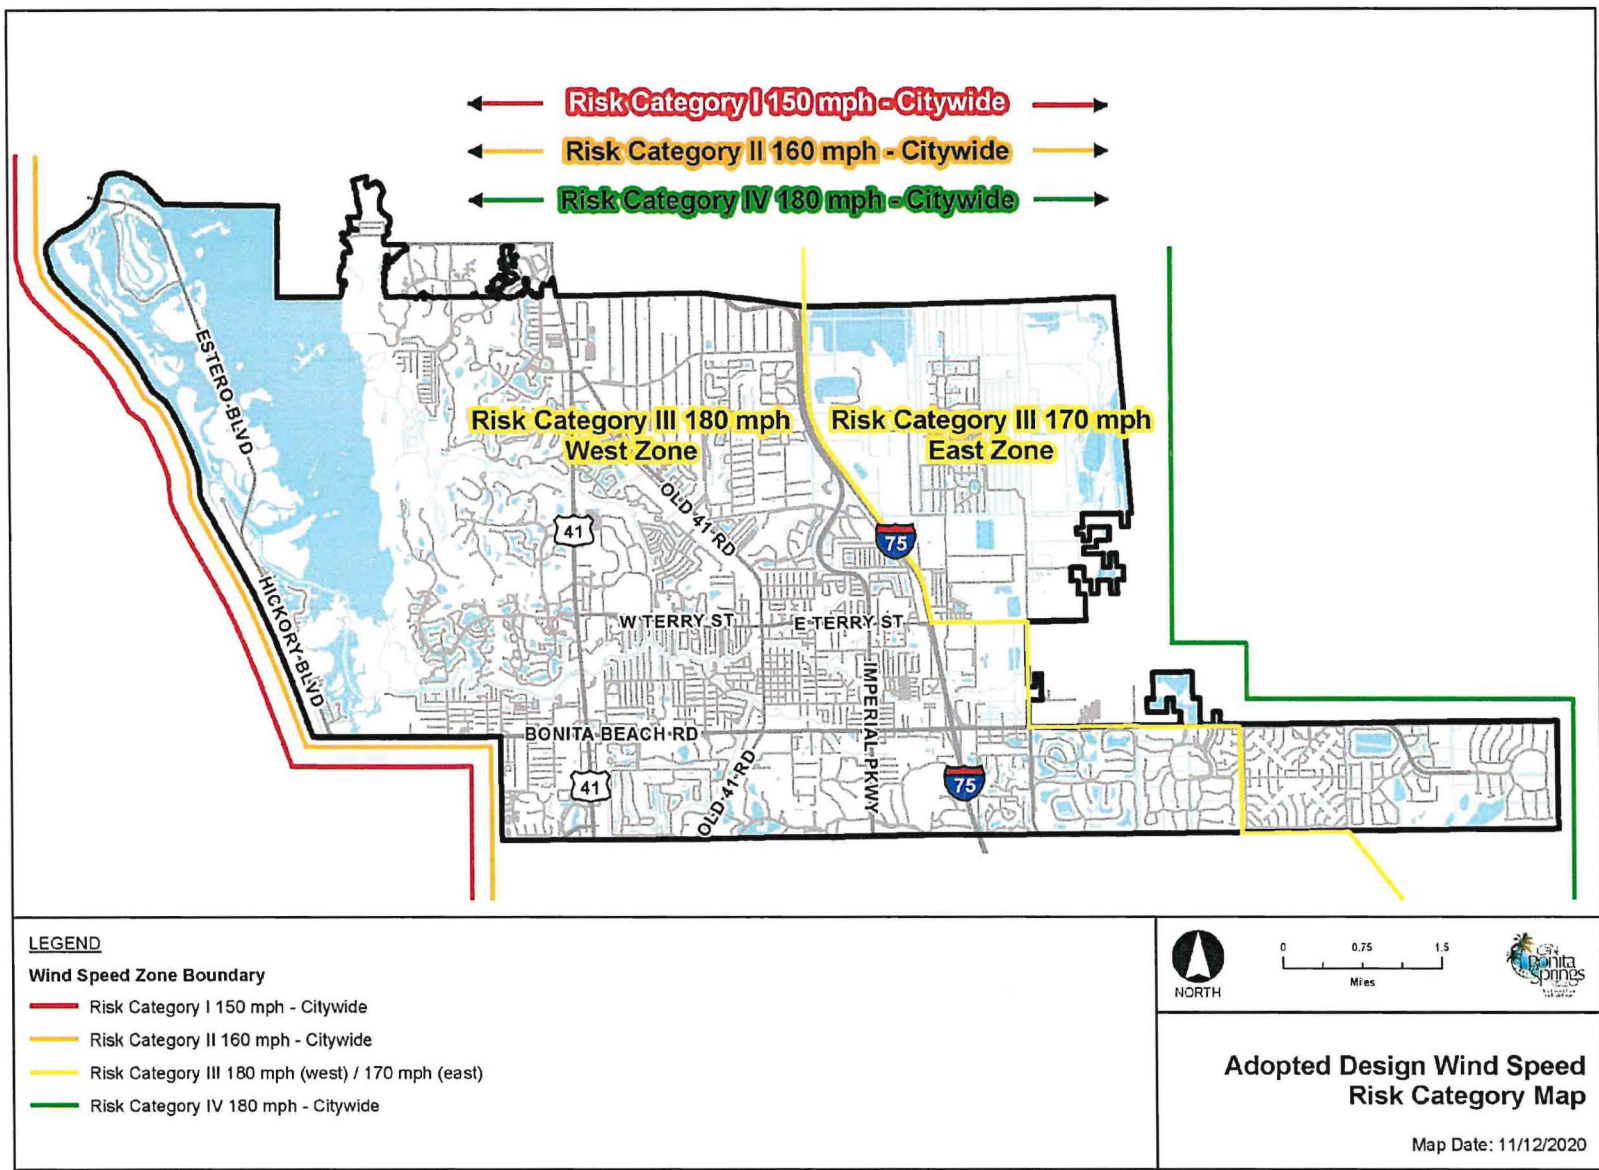 Risk Category I 150 mph - Citywide
Risk Category II 160 mph - Citywide
Risk Category IV 180 mph - Citywide
Risk Category III 180 mph
West Zone
Risk Category III 170 mph
East Zone
ESTERO BLVD
HICKORY BLVD
OLD 41 RD
41
75
W TERRY ST
E TERRY ST
IMPERIAL PKWY
BONITA BEACH RD
41
OLD 41 RD
75
LEGEND
Wind Speed Zone Boundary
Risk Category I 150 mph - Citywide
Risk Category II 160 mph - Citywide
Risk Category III 180 mph (west) / 170 mph (east)
Risk Category IV 180 mph - Citywide
NORTH
0 0.75 1.5
Miles
Bonita
Springs
Adopted Design Wind Speed
Risk Category Map
Map Date: 11/12/2020